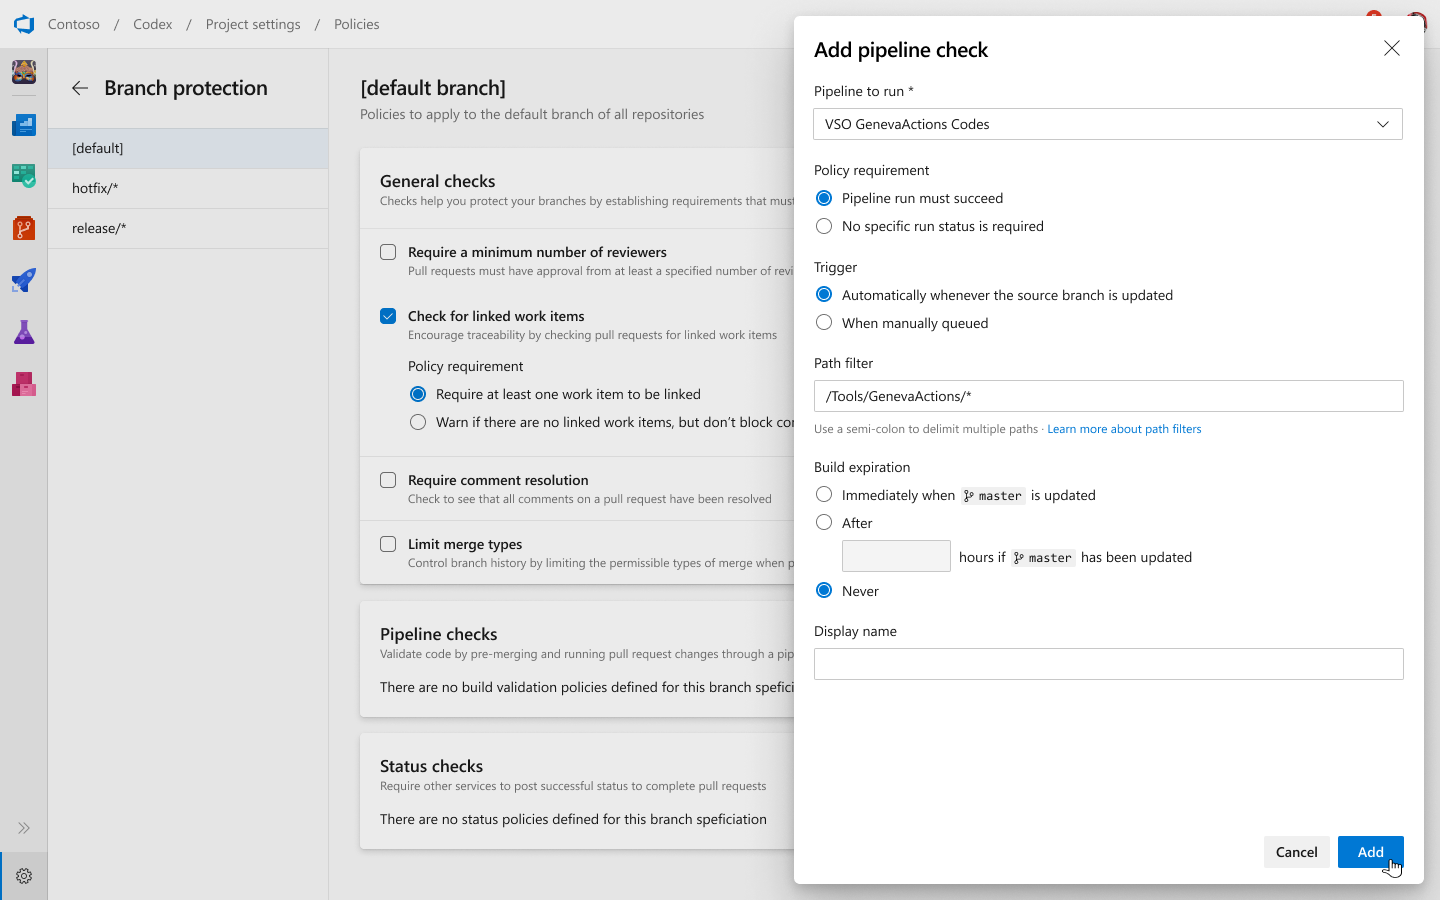 Contoso / Codex / Project settings / Policies
Branch protection
[default]
hotfix/*
release/*
[default branch]
Policies to apply to the default branch of all repositories
General checks
Checks help you protect your branches by establishing requirements that must
Require a minimum number of reviewers
Pull requests must have approval from at least a specified number of revi
Check for linked work items
Encourage traceability by checking pull requests for linked work items
Policy requirement
Require at least one work item to be linked
Warn if there are no linked work items, but don't block co
Require comment resolution
Check to see that all comments on a pull request have been resolved
Limit merge types
Control branch history by limiting the permissible types of merge when p
Pipeline checks
Validate code by pre-merging and running pull request changes through a pip
There are no build validation policies defined for this branch spefici
Status checks
Require other services to post successful status to complete pull requests
There are no status policies defined for this branch speficiation
Add pipeline check
Pipeline to run *
VSO GenevaActions Codes
Policy requirement
Pipeline run must succeed
No specific run status is required
Trigger
Automatically whenever the source branch is updated
When manually queued
Path filter
/Tools/GenevaActions/*
Use a semi-colon to delimit multiple paths · Learn more about path filters
Build expiration
Immediately when master is updated
After
hours if master has been updated
Never
Display name
Cancel
Add